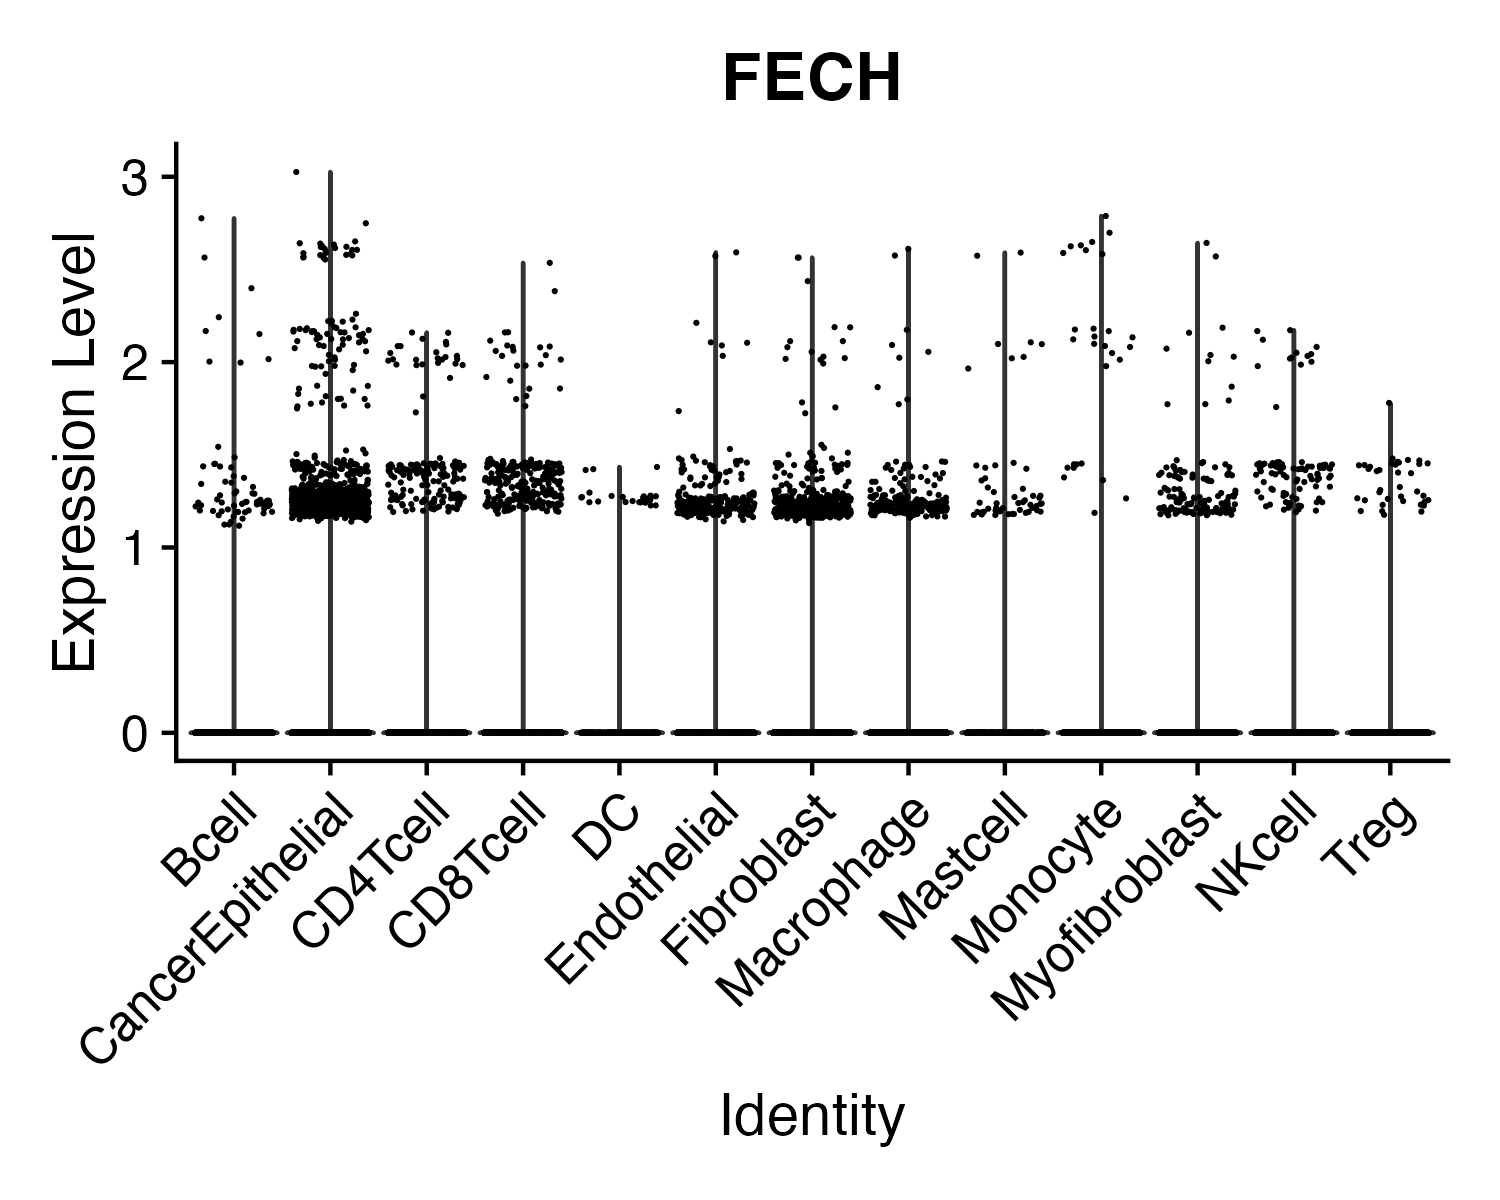 FECH
Expression Level
3
2
1
0
Bcell
CancerEpithelial
CD4Tcell
CD8Tcell
DC
Endothelial
Fibroblast
Macrophage
Mastcell
Monocyte
Myofibroblast
NKcell
Treg
Identity